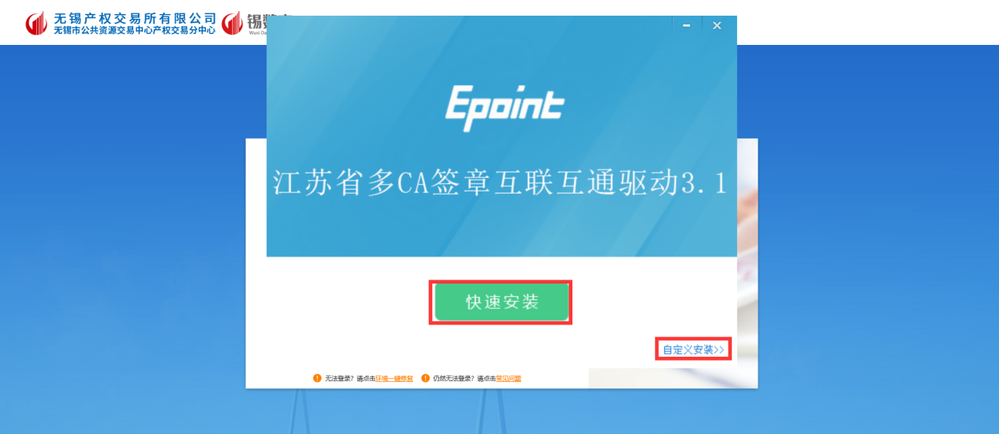 无锡产权交易所有限公司
无锡市公共资源交易中心产权交易分中心
锡数
Wuxi Da
Epoint
江苏省多CA签章互联互通驱动3.1
快速安装
自定义安装>>
无法登录？请点击环境一键修复 仍然无法登录？请点击常见问题